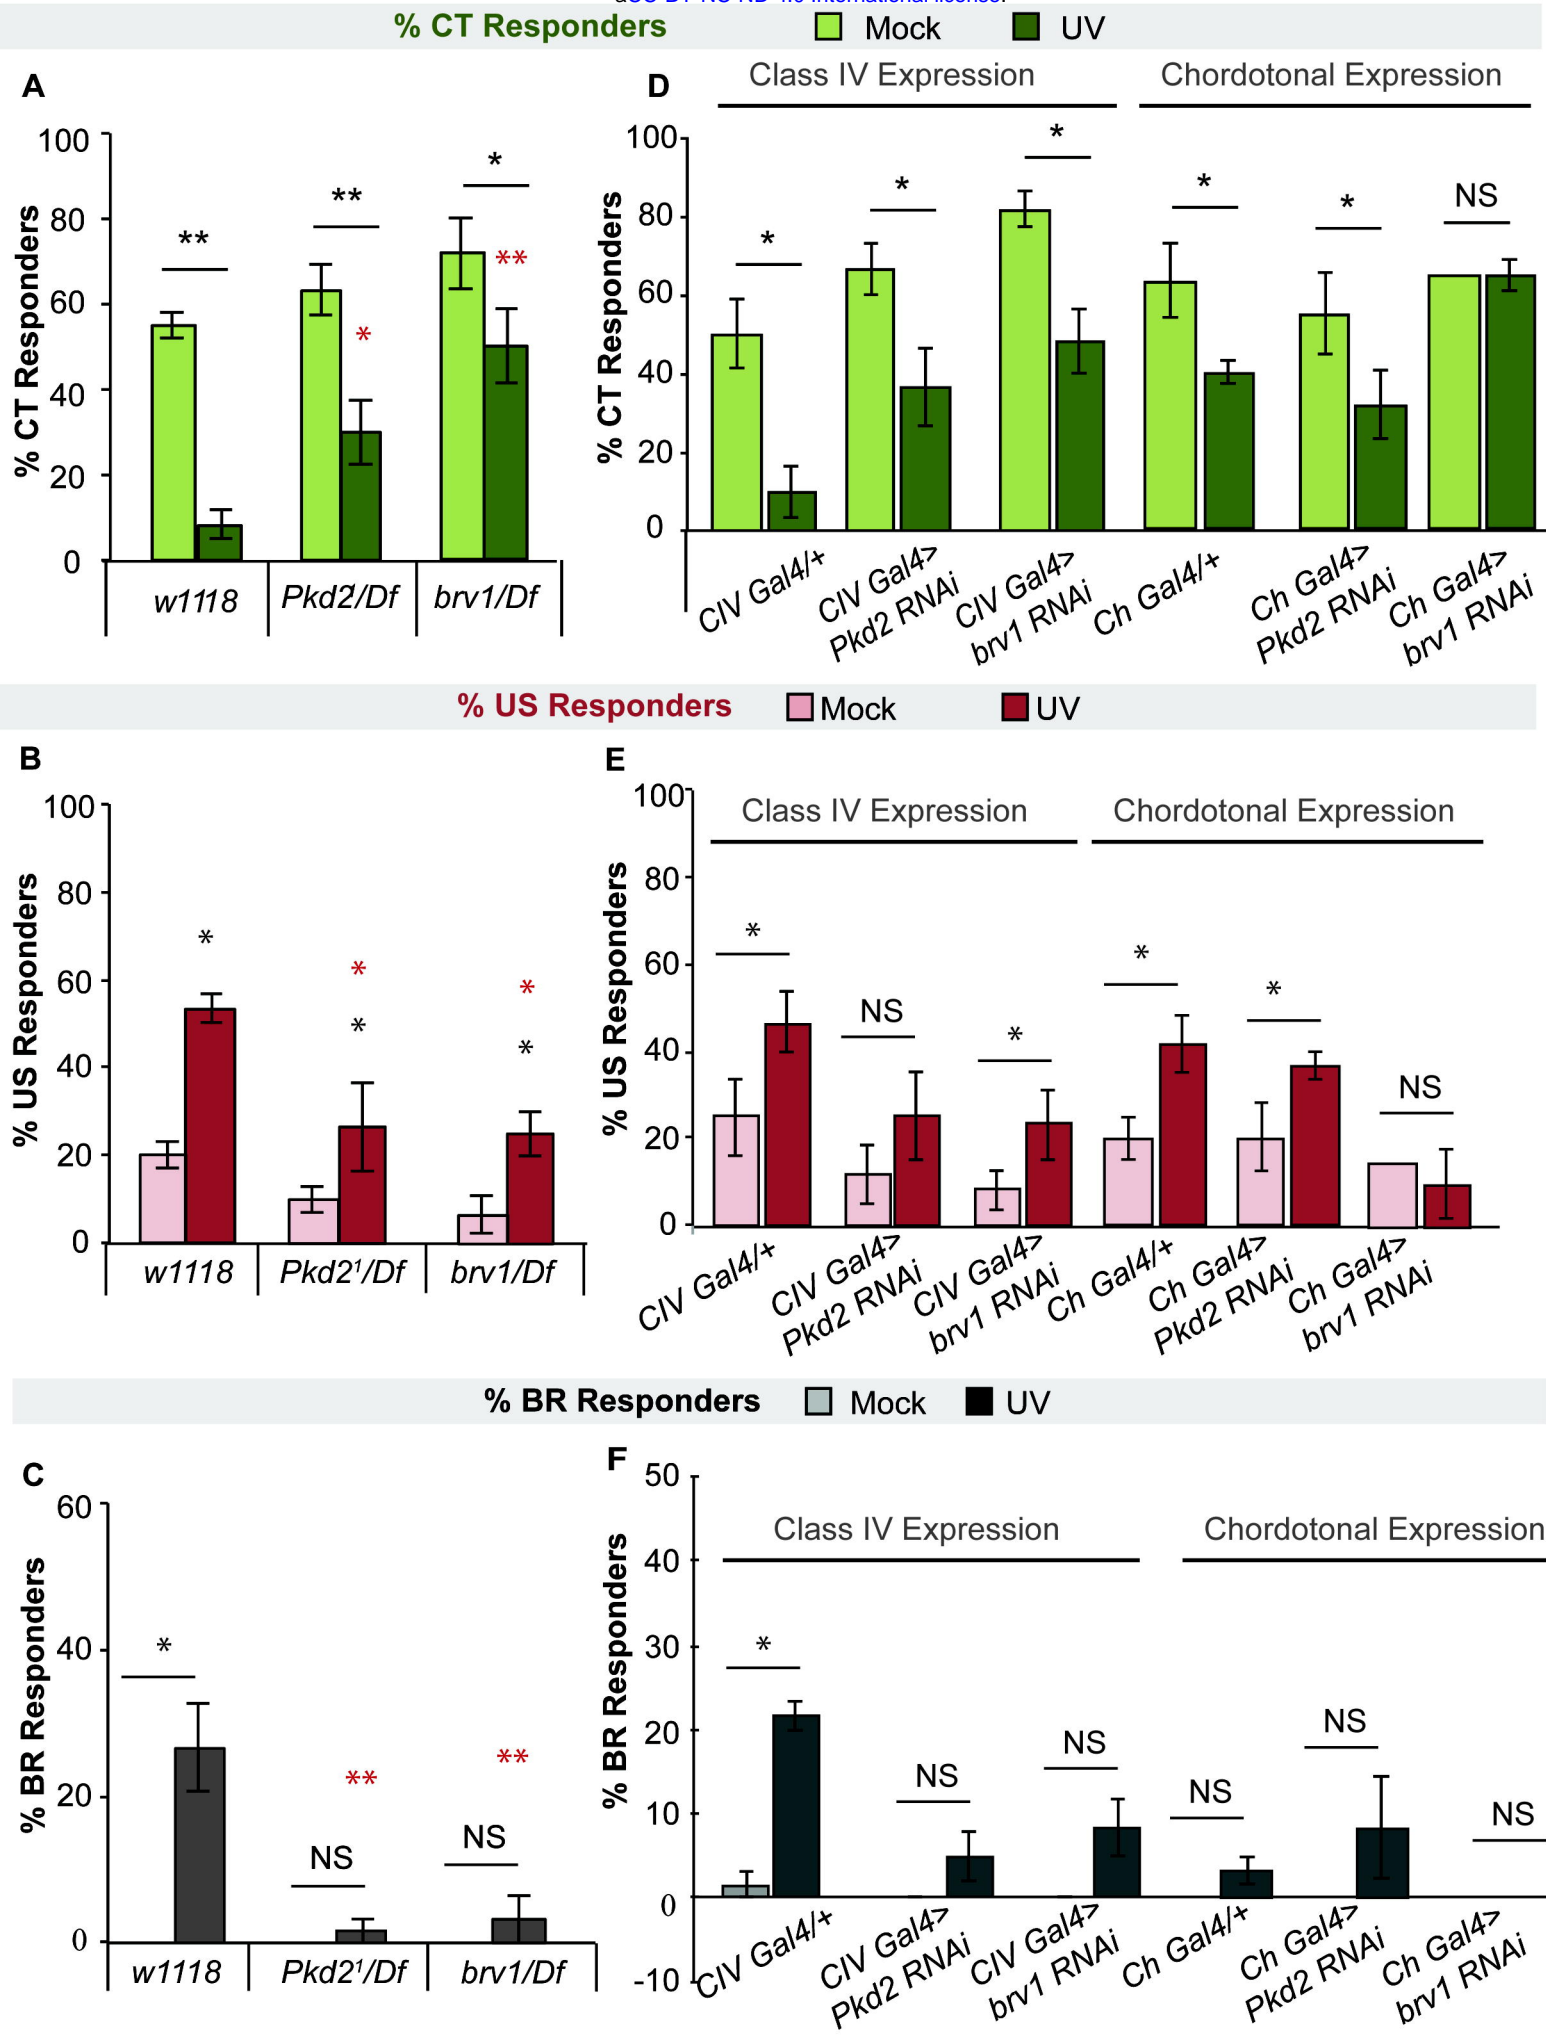 % CT Responders Mock UV
A
% CT Responders
100
80
60
40
20
0
**
**
*
*
**
w1118 Pkd2/Df brv1/Df
D
Class IV Expression Chordotonal Expression
% CT Responders
100
80
60
40
20
0
*
*
*
*
*
NS
CIV Gal4/+
CIV Gal4>
Pkd2 RNAi
CIV Gal4>
brv1 RNAi
Ch Gal4/+
Ch Gal4>
Pkd2 RNAi
Ch Gal4>
brv1 RNAi
% US Responders Mock UV
B
% US Responders
100
80
60
40
20
0
*
*
*
*
*
w1118 Pkd2¹/Df brv1/Df
E
Class IV Expression Chordotonal Expression
% US Responders
100
80
60
40
20
0
*
NS
*
*
*
NS
CIV Gal4/+
CIV Gal4>
Pkd2 RNAi
CIV Gal4>
brv1 RNAi
Ch Gal4/+
Ch Gal4>
Pkd2 RNAi
Ch Gal4>
brv1 RNAi
% BR Responders Mock UV
C
% BR Responders
60
40
20
0
*
**
NS
**
NS
w1118 Pkd2¹/Df brv1/Df
F
Class IV Expression Chordotonal Expression
% BR Responders
50
40
30
20
10
0
-10
*
NS
NS
NS
NS
NS
CIV Gal4/+
CIV Gal4>
Pkd2 RNAi
CIV Gal4>
brv1 RNAi
Ch Gal4/+
Ch Gal4>
Pkd2 RNAi
Ch Gal4>
brv1 RNAi